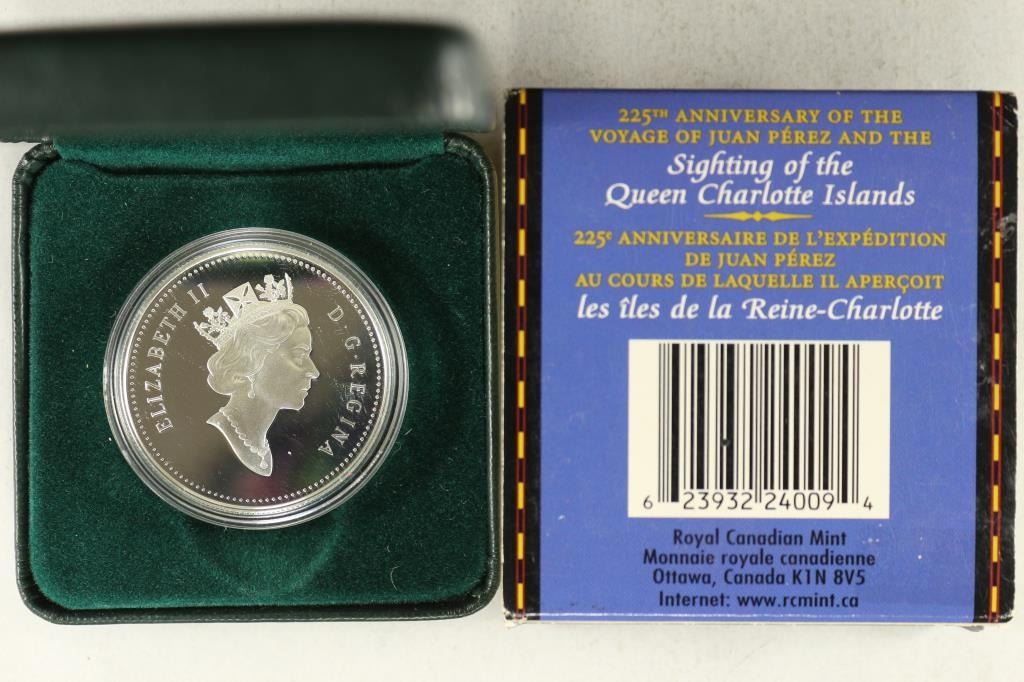 ELIZABETH II
D·G·REGINA
225TH ANNIVERSARY OF THE
VOYAGE OF JUAN PÉREZ AND THE
Sighting of the
Queen Charlotte Islands
225e ANNIVERSAIRE DE L'EXPÉDITION
DE JUAN PÉREZ
AU COURS DE LAQUELLE IL APERÇOIT
les îles de la Reine-Charlotte
6 23932 24009 4
Royal Canadian Mint
Monnaie royale canadienne
Ottawa, Canada K1N 8V5
Internet: www.rcmint.ca